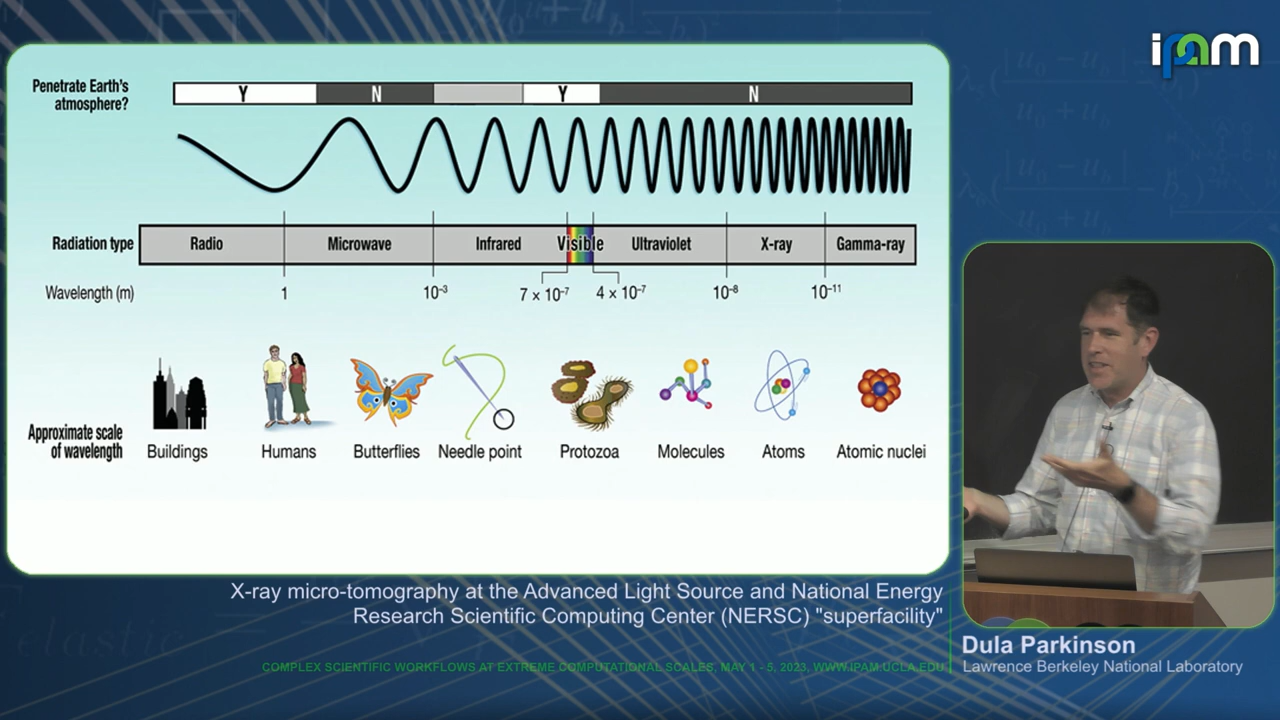 ipam
Penetrate Earth's
atmosphere?
Y N Y N
Radiation type
Radio Microwave Infrared Visible Ultraviolet X-ray Gamma-ray
Wavelength (m)
1 10⁻³ 7 × 10⁻⁷ 4 × 10⁻⁷ 10⁻⁸ 10⁻¹¹
Approximate scale
of wavelength
Buildings Humans Butterflies Needle point Protozoa Molecules Atoms Atomic nuclei
X-ray micro-tomography at the Advanced Light Source and National Energy
Research Scientific Computing Center (NERSC) "superfacility"
COMPLEX SCIENTIFIC WORKFLOWS AT EXTREME COMPUTATIONAL SCALES, MAY 1 - 5, 2023, WWW.IPAM.UCLA.EDU
Dula Parkinson
Lawrence Berkeley National Laboratory
elastic